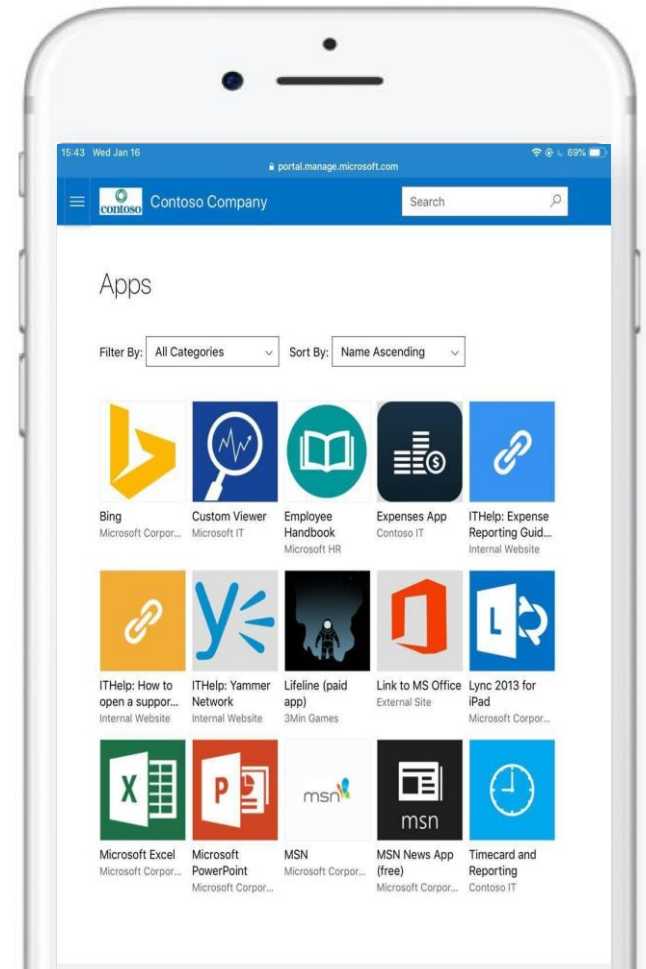 15:43 Wed Jan 16
69%
portal.manage.microsoft.com
contoso
Contoso Company
Search
Apps
Filter By: All Categories
Sort By: Name Ascending
Bing
Microsoft Corpor...
Custom Viewer
Microsoft IT
Employee
Handbook
Microsoft HR
Expenses App
Contoso IT
ITHelp: Expense
Reporting Guid...
Internal Website
ITHelp: How to
open a suppor...
Internal Website
ITHelp: Yammer
Network
Internal Website
Lifeline (paid
app)
3Min Games
Link to MS Office
External Site
L
Lync 2013 for
iPad
Microsoft Corpor...
X
Microsoft Excel
Microsoft Corpor...
P
Microsoft
PowerPoint
Microsoft Corpor...
msn
MSN
Microsoft Corpor...
msn
MSN News App
(free)
Microsoft Corpor...
Timecard and
Reporting
Contoso IT